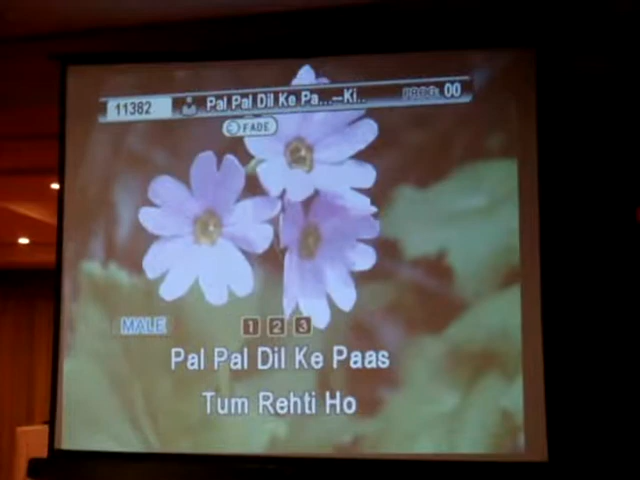 11382 Pal Pal Dil Ke Pa...–Ki.. PROG. 00
FADE
MALE 1 2 3
Pal Pal Dil Ke Paas
Tum Rehti Ho